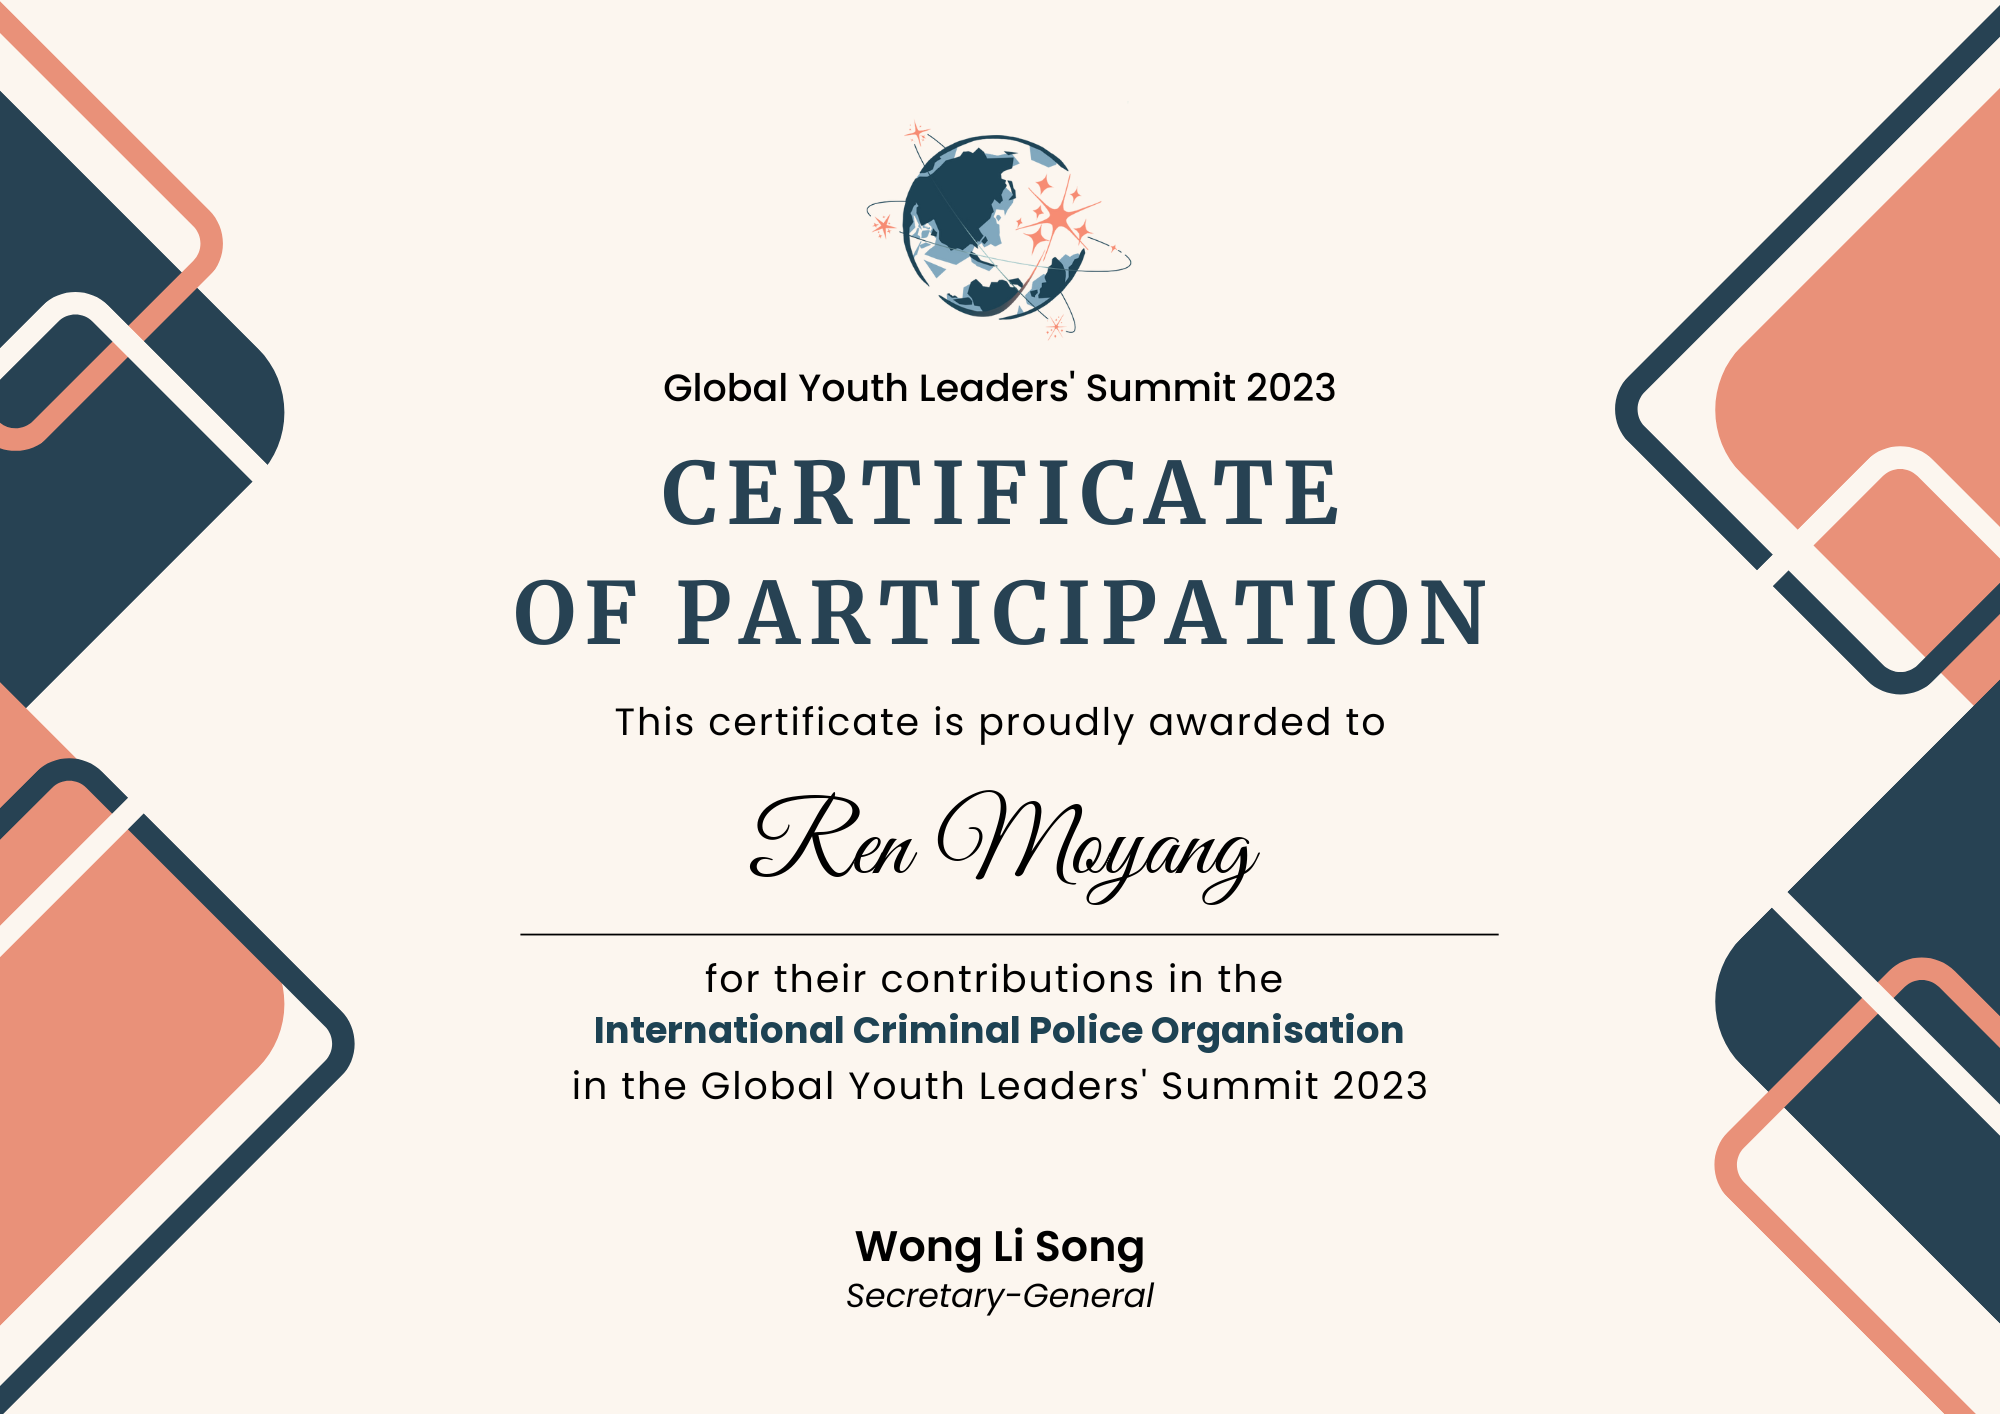 Global Youth Leaders' Summit 2023
CERTIFICATE
OF PARTICIPATION
This certificate is proudly awarded to
Ren Moyang
for their contributions in the
International Criminal Police Organisation
in the Global Youth Leaders' Summit 2023
Wong Li Song
Secretary-General